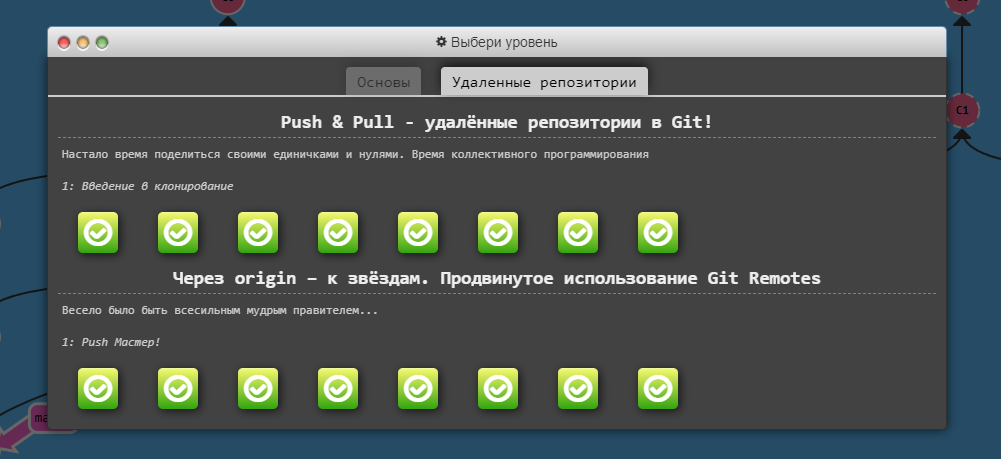 Выбери уровень
Основы
Удаленные репозитории
Push & Pull - удалённые репозитории в Git!
Настало время поделиться своими единичками и нулями. Время коллективного программирования
1: Введение в клонирование
Через origin – к звёздам. Продвинутое использование Git Remotes
Весело было быть всесильным мудрым правителем...
1: Push Мастер!
C1